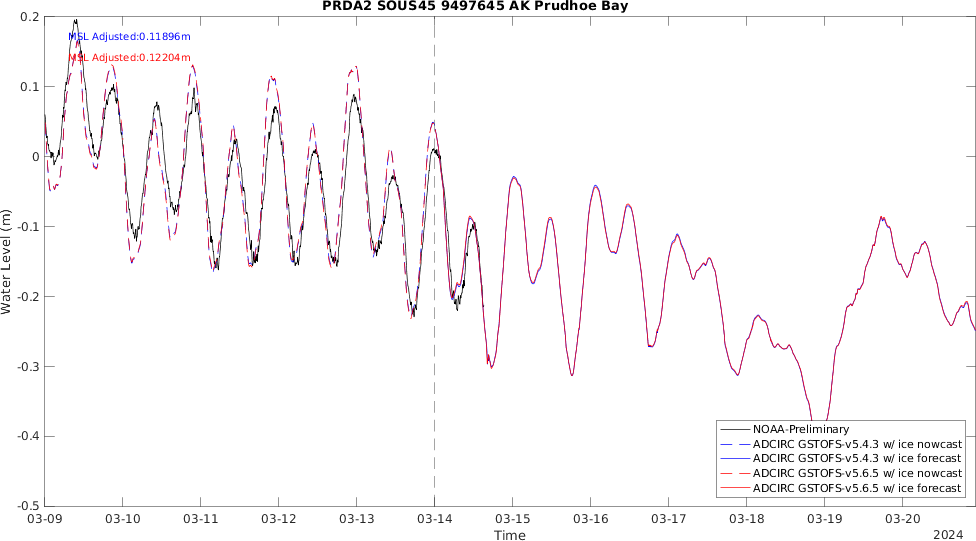 PRDA2 SOUS45 9497645 AK Prudhoe Bay
0.2
MSL Adjusted:0.11896m
MSL Adjusted:0.12204m
0.1
0
-0.1
-0.2
-0.3
-0.4
-0.5
Water Level (m)
NOAA-Preliminary
ADCIRC GSTOFS-v5.4.3 w/ ice nowcast
ADCIRC GSTOFS-v5.4.3 w/ ice forecast
ADCIRC GSTOFS-v5.6.5 w/ ice nowcast
ADCIRC GSTOFS-v5.6.5 w/ ice forecast
03-09 03-10 03-11 03-12 03-13 03-14 03-15 03-16 03-17 03-18 03-19 03-20
Time
2024